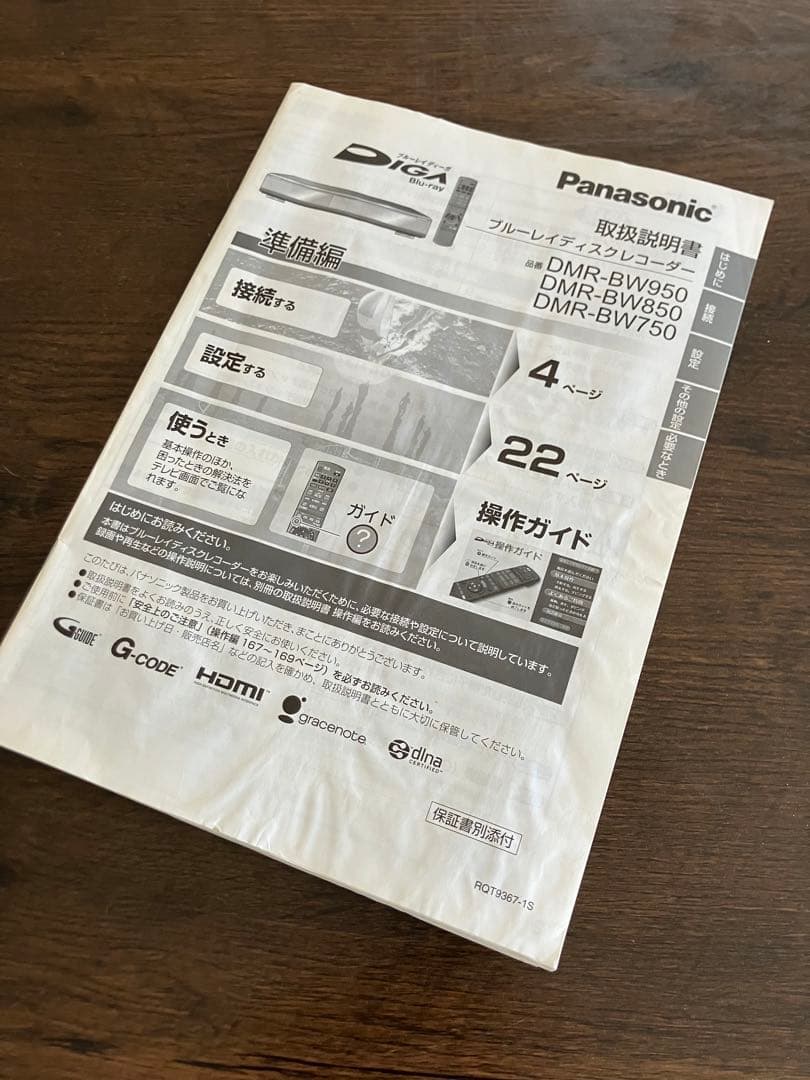 ブルーレイディーガ
DIGA
Blu-ray
Panasonic
取扱説明書
ブルーレイディスクレコーダー
品番 DMR-BW950
DMR-BW850
DMR-BW750
準備編
接続する
4ページ
設定する
22ページ
使うとき
基本操作のほか、
困ったときの解決法を
テレビ画面でご覧にな
れます。
ガイド
?
操作ガイド
DIGA操作ガイド
はじめに
接続
設定
その他の設定
必要なとき
はじめにお読みください。
本書はブルーレイディスクレコーダーをお楽しみいただくために、必要な接続や設定について説明しています。
録画や再生などの操作説明については、別冊の取扱説明書 操作編をお読みください。
このたびは、パナソニック製品をお買い上げいただき、まことにありがとうございます。
●取扱説明書をよくお読みのうえ、正しく安全にお使いください。
●ご使用前に「安全上のご注意」(操作編 167〜169ページ)を必ずお読みください。
●保証書は「お買い上げ日・販売店名」などの記入を確かめ、取扱説明書とともに大切に保管してください。
G GUIDE®
G-CODE®
HDMI™
HIGH-DEFINITION MULTIMEDIA INTERFACE
gracenote®
dlna
CERTIFIED™
保証書別添付
RQT9367-1S